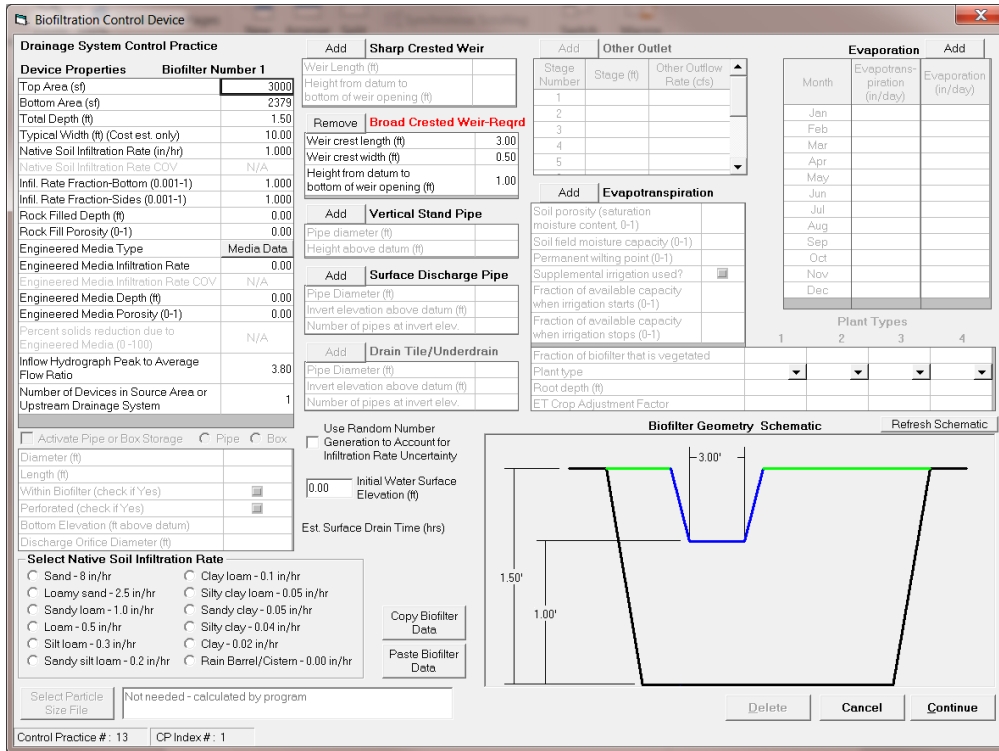 Biofiltration Control Device
Drainage System Control Practice
Device Properties Biofilter Number 1
Top Area (sf) 3000
Bottom Area (sf) 2379
Total Depth (ft) 1.50
Typical Width (ft) (Cost est. only) 10.00
Native Soil Infiltration Rate (in/hr) 1.000
Native Soil Infiltration Rate COV N/A
Infil. Rate Fraction-Bottom (0.001-1) 1.000
Infil. Rate Fraction-Sides (0.001-1) 1.000
Rock Filled Depth (ft) 0.00
Rock Fill Porosity (0-1) 0.00
Engineered Media Type Media Data
Engineered Media Infiltration Rate 0.00
Engineered Media Infiltration Rate COV N/A
Engineered Media Depth (ft) 0.00
Engineered Media Porosity (0-1) 0.00
Percent solids reduction due to
Engineered Media (0 -100) N/A
Inflow Hydrograph Peak to Average
Flow Ratio 3.80
Number of Devices in Source Area or
Upstream Drainage System 1
Activate Pipe or Box Storage Pipe Box
Diameter (ft)
Length (ft)
Within Biofilter (check if Yes)
Perforated (check if Yes)
Bottom Elevation (ft above datum)
Discharge Orifice Diameter (ft)
Select Native Soil Infiltration Rate
Sand - 8 in/hr
Loamy sand - 2.5 in/hr
Sandy loam - 1.0 in/hr
Loam - 0.5 in/hr
Silt loam - 0.3 in/hr
Sandy silt loam - 0.2 in/hr
Clay loam - 0.1 in/hr
Silty clay loam - 0.05 in/hr
Sandy clay - 0.05 in/hr
Silty clay - 0.04 in/hr
Clay - 0.02 in/hr
Rain Barrel/Cistern - 0.00 in/hr
Select Particle
Size File
Not needed - calculated by program
Control Practice # : 13 CP Index # : 1
Add Sharp Crested Weir
Weir Length (ft)
Height from datum to
bottom of weir opening (ft)
Remove Broad Crested Weir-Reqrd
Weir crest length (ft) 3.00
Weir crest width (ft) 0.50
Height from datum to
bottom of weir opening (ft) 1.00
Add Vertical Stand Pipe
Pipe diameter (ft)
Height above datum (ft)
Add Surface Discharge Pipe
Pipe Diameter (ft)
Invert elevation above datum (ft)
Number of pipes at invert elev.
Add Drain Tile/Underdrain
Pipe Diameter (ft)
Invert elevation above datum (ft)
Number of pipes at invert elev.
Use Random Number
Generation to Account for
Infiltration Rate Uncertainty
0.00 Initial Water Surface
Elevation (ft)
Est. Surface Drain Time (hrs)
Copy Biofilter
Data
Paste Biofilter
Data
Add Other Outlet
Stage
Number Stage (ft) Other Outflow
Rate (cfs)
1
2
3
4
5
Add Evapotranspiration
Soil porosity (saturation
moisture content, 0-1)
Soil field moisture capacity (0-1)
Permanent wilting point (0-1)
Supplemental irrigation used?
Fraction of available capacity
when irrigation starts (0-1)
Fraction of available capacity
when irrigation stops (0-1)
Fraction of biofilter that is vegetated
Plant type
Root depth (ft)
ET Crop Adjustment Factor
Evaporation Add
Month Evapotrans-
piration
(in/day) Evaporation
(in/day)
Jan
Feb
Mar
Apr
May
Jun
Jul
Aug
Sep
Oct
Nov
Dec
Plant Types
1 2 3 4
Biofilter Geometry Schematic Refresh Schematic
3.00'
1.50'
1.00'
Delete Cancel Continue